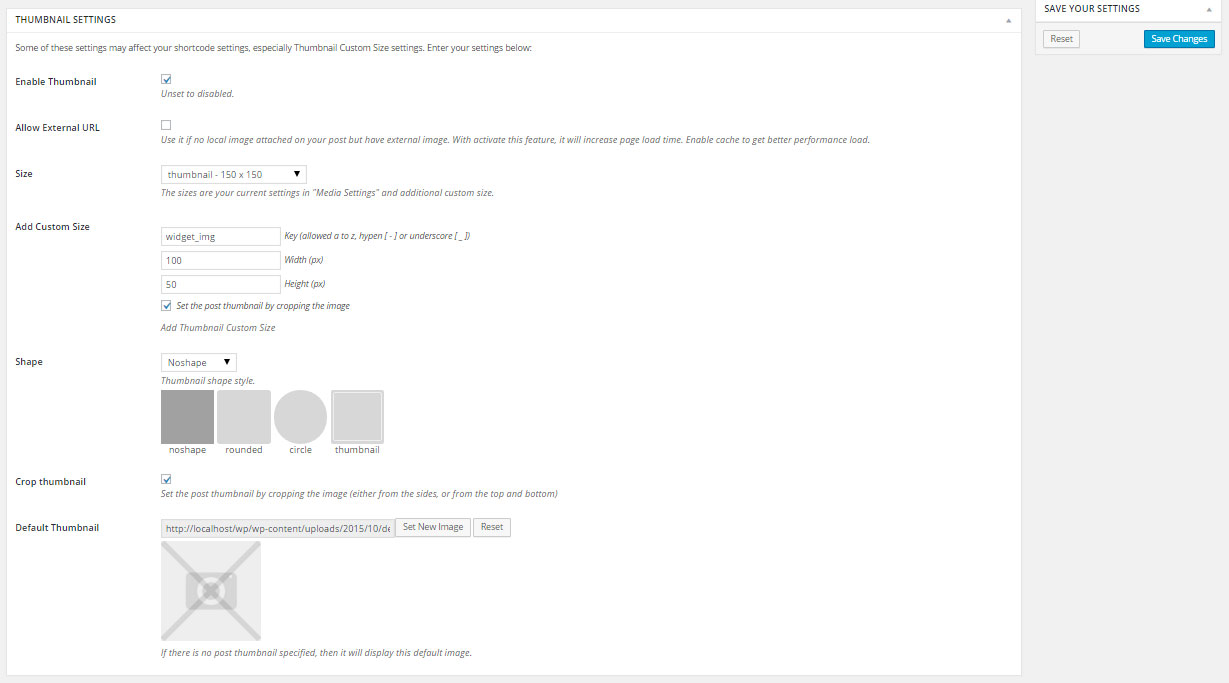 THUMBNAIL SETTINGS
Some of these settings may affect your shortcode settings, especially Thumbnail Custom Size settings. Enter your settings below:
Enable Thumbnail
Unset to disabled.
Allow External URL
Use it if no local image attached on your post but have external image. With activate this feature, it will increase page load time. Enable cache to get better performance load.
Size
thumbnail - 150 x 150
The sizes are your current settings in "Media Settings" and additional custom size.
Add Custom Size
widget_img Key (allowed a to z, hypen [ - ] or underscore [ _ ])
100 Width (px)
50 Height (px)
Set the post thumbnail by cropping the image
Add Thumbnail Custom Size
Shape
Noshape
Thumbnail shape style.
noshape rounded circle thumbnail
Crop thumbnail
Set the post thumbnail by cropping the image (either from the sides, or from the top and bottom)
Default Thumbnail
http://localhost/wp/wp-content/uploads/2015/10/de Set New Image Reset
If there is no post thumbnail specified, then it will display this default image.
SAVE YOUR SETTINGS
Reset Save Changes